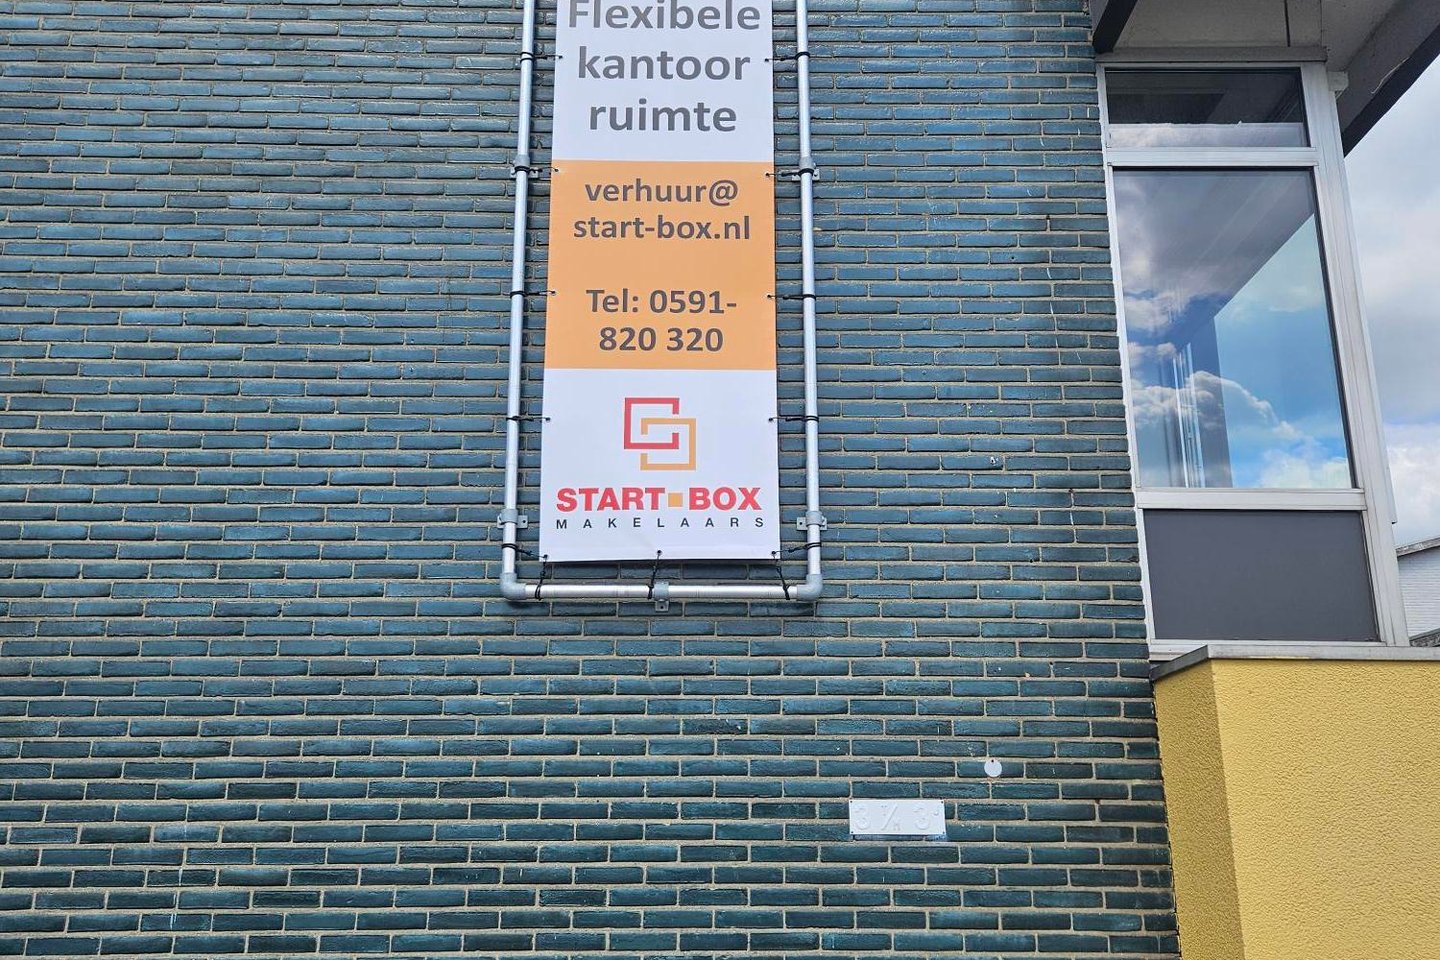 Flexibele
kantoor
ruimte
verhuur@
start-box.nl
Tel: 0591-
820 320
START BOX
MAKELAARS